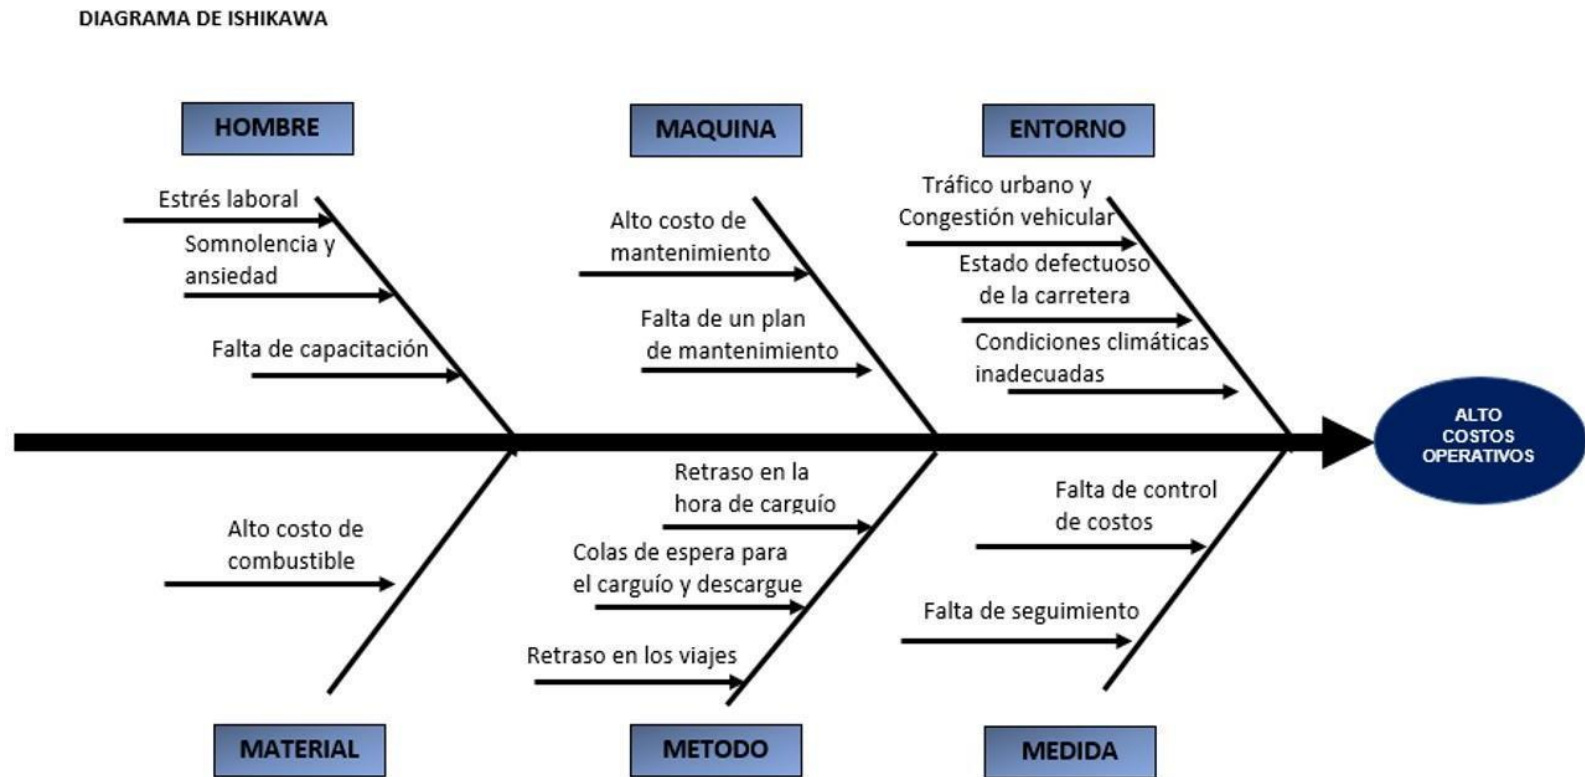 DIAGRAMA DE ISHIKAWA
HOMBRE
Estrés laboral
Somnolencia y
ansiedad
Falta de capacitación
MAQUINA
Alto costo de
mantenimiento
Falta de un plan
de mantenimiento
ENTORNO
Tráfico urbano y
Congestión vehicular
Estado defectuoso
de la carretera
Condiciones climáticas
inadecuadas
ALTO
COSTOS
OPERATIVOS
Alto costo de
combustible
MATERIAL
Retraso en la
hora de carguío
Colas de espera para
el carguío y descargue
Retraso en los viajes
METODO
Falta de control
de costos
Falta de seguimiento
MEDIDA